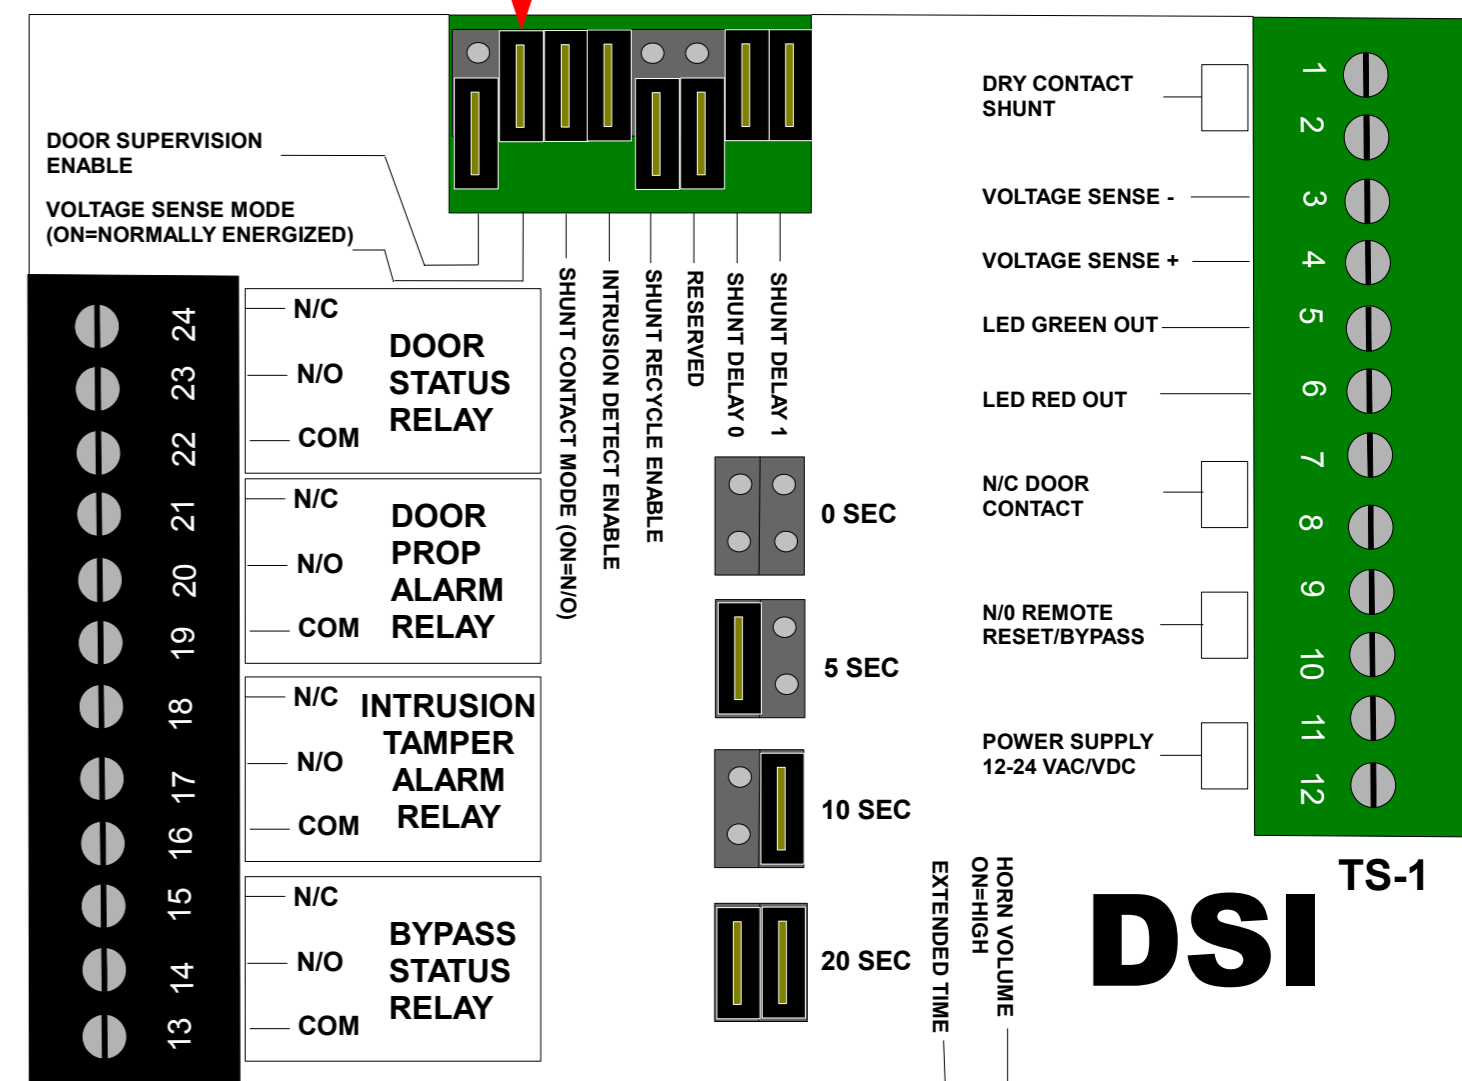 DOOR SUPERVISION
ENABLE
VOLTAGE SENSE MODE
(ON=NORMALLY ENERGIZED)
SHUNT CONTACT MODE (ON=N/O)
INTRUSION DETECT ENABLE
SHUNT RECYCLE ENABLE
RESERVED
SHUNT DELAY 0
SHUNT DELAY 1
24
23
22
21
20
19
18
17
16
15
14
13
N/C
N/O
COM
DOOR
STATUS
RELAY
N/C
N/O
COM
DOOR
PROP
ALARM
RELAY
N/C
N/O
COM
INTRUSION
TAMPER
ALARM
RELAY
N/C
N/O
COM
BYPASS
STATUS
RELAY
0 SEC
5 SEC
10 SEC
20 SEC
EXTENDED TIME
HORN VOLUME
ON=HIGH
DRY CONTACT
SHUNT
VOLTAGE SENSE -
VOLTAGE SENSE +
LED GREEN OUT
LED RED OUT
N/C DOOR
CONTACT
N/0 REMOTE
RESET/BYPASS
POWER SUPPLY
12-24 VAC/VDC
1
2
3
4
5
6
7
8
9
10
11
12
TS-1
DSI